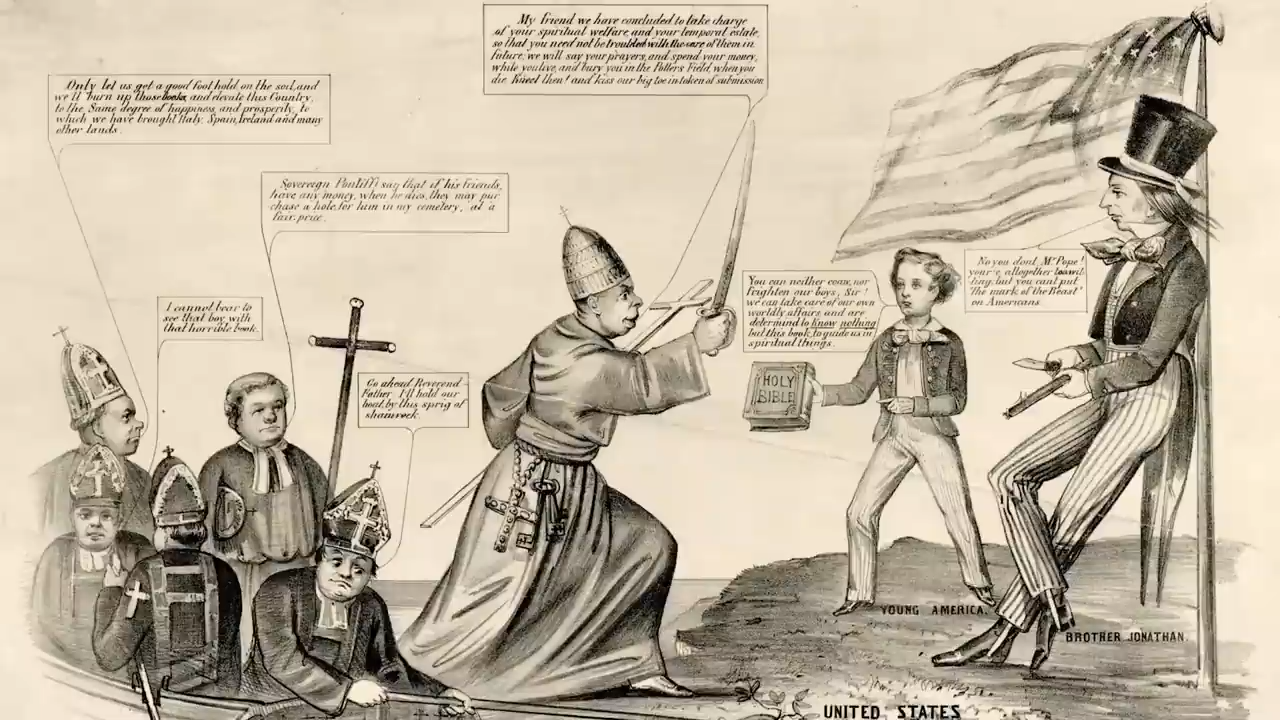 My friend we have concluded to take charge
of your spiritual welfare, and your temporal estate,
so that you need not be troubled with the care of them in
future; we will say your prayers, and spend your money,
while you live, and bury you in the Potters Field, when you
die. Kneel then! and kiss our big toe in token of submission.
Only let us get a good foot hold on the soil, and
we'll burn up those books, and elevate this Country,
to the Same degree of happiness and prosperity, to
which we have brought Italy, Spain, Ireland and many
other lands.
Sovereign Pontiff! say that if his friends,
have any money, when he dies, they may pur
chase a hole, for him in my cemetery, at a
fair price.
I cannot bear to
see that boy, with
that horrible book.
Go ahead Reverend
Father, I'll hold our
boat, by this sprig of
shamrock.
You can neither coax, nor
frighten our boys, Sir!
we can take care of our own
worldly affairs, and are
determind to know nothing
but this book, to guide us in
spiritual things.
No you dont, Mr Pope!
your'e, altogether too wil-
ling, but you cant put
"the mark of the Beast"
on Americans
HOLY
BIBLE
YOUNG AMERICA.
BROTHER JONATHAN.
UNITED STATES